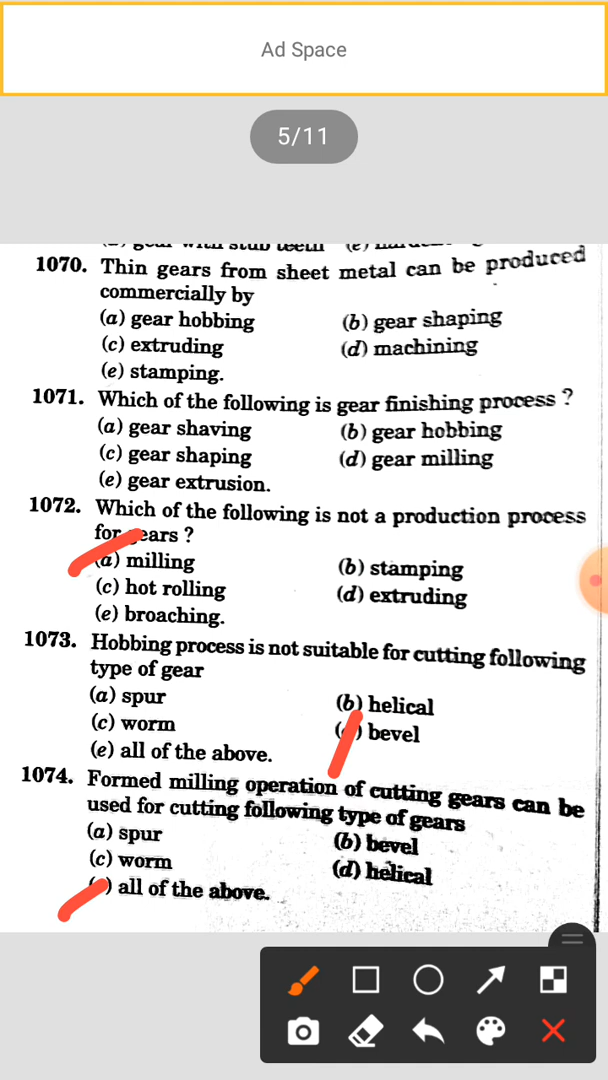 Ad Space
5/11
gear with stub teeth (e)
1070. Thin gears from sheet metal can be produced
commercially by
(a) gear hobbing (b) gear shaping
(c) extruding (d) machining
(e) stamping.
1071. Which of the following is gear finishing process ?
(a) gear shaving (b) gear hobbing
(c) gear shaping (d) gear milling
(e) gear extrusion.
1072. Which of the following is not a production process
for gears ?
(a) milling (b) stamping
(c) hot rolling (d) extruding
(e) broaching.
1073. Hobbing process is not suitable for cutting following
type of gear
(a) spur (b) helical
(c) worm ( ) bevel
(e) all of the above.
1074. Formed milling operation of cutting gears can be
used for cutting following type of gears
(a) spur (b) bevel
(c) worm (d) helical
( ) all of the above.